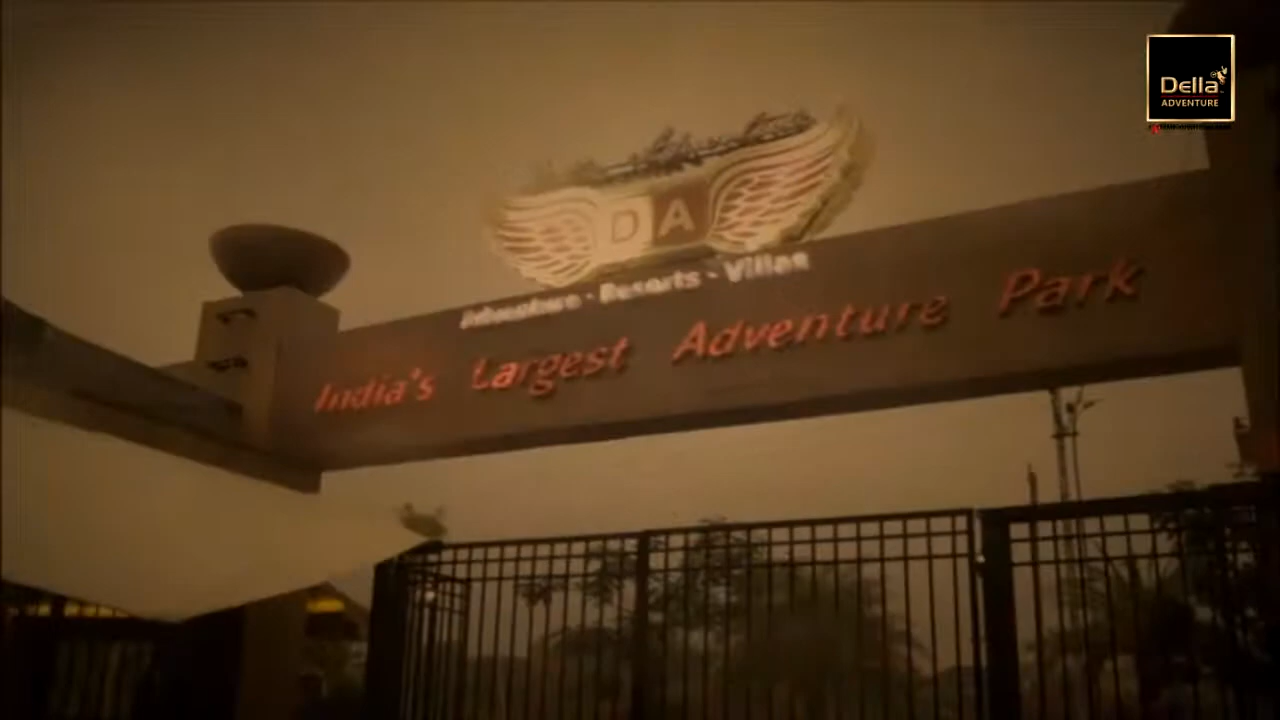 Della
ADVENTURE
DA
Adventure - Resorts - Villas
India's Largest Adventure Park